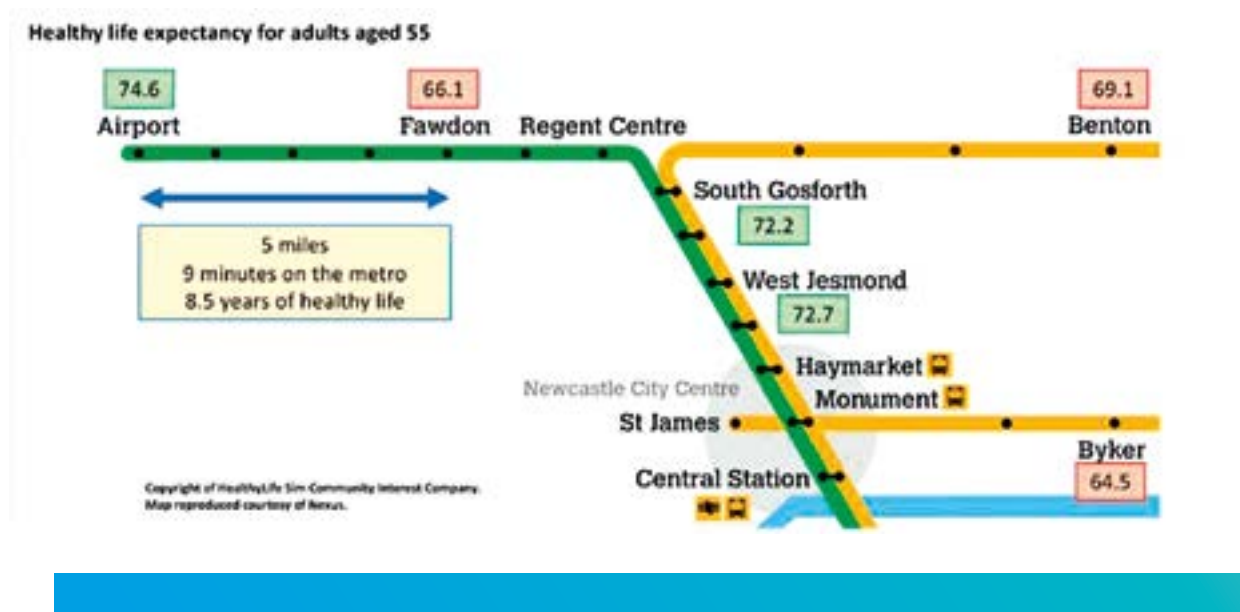 Healthy life expectancy for adults aged 55
74.6
66.1
69.1
Airport
Fawdon
Regent Centre
Benton
South Gosforth
72.2
5 miles
9 minutes on the metro
8.5 years of healthy life
West Jesmond
72.7
Haymarket
Newcastle City Centre
Monument
St James
Byker
Central Station
64.5
Copyright of HealthyLife Sim Community Interest Company.
Map reproduced courtesy of Nexus.